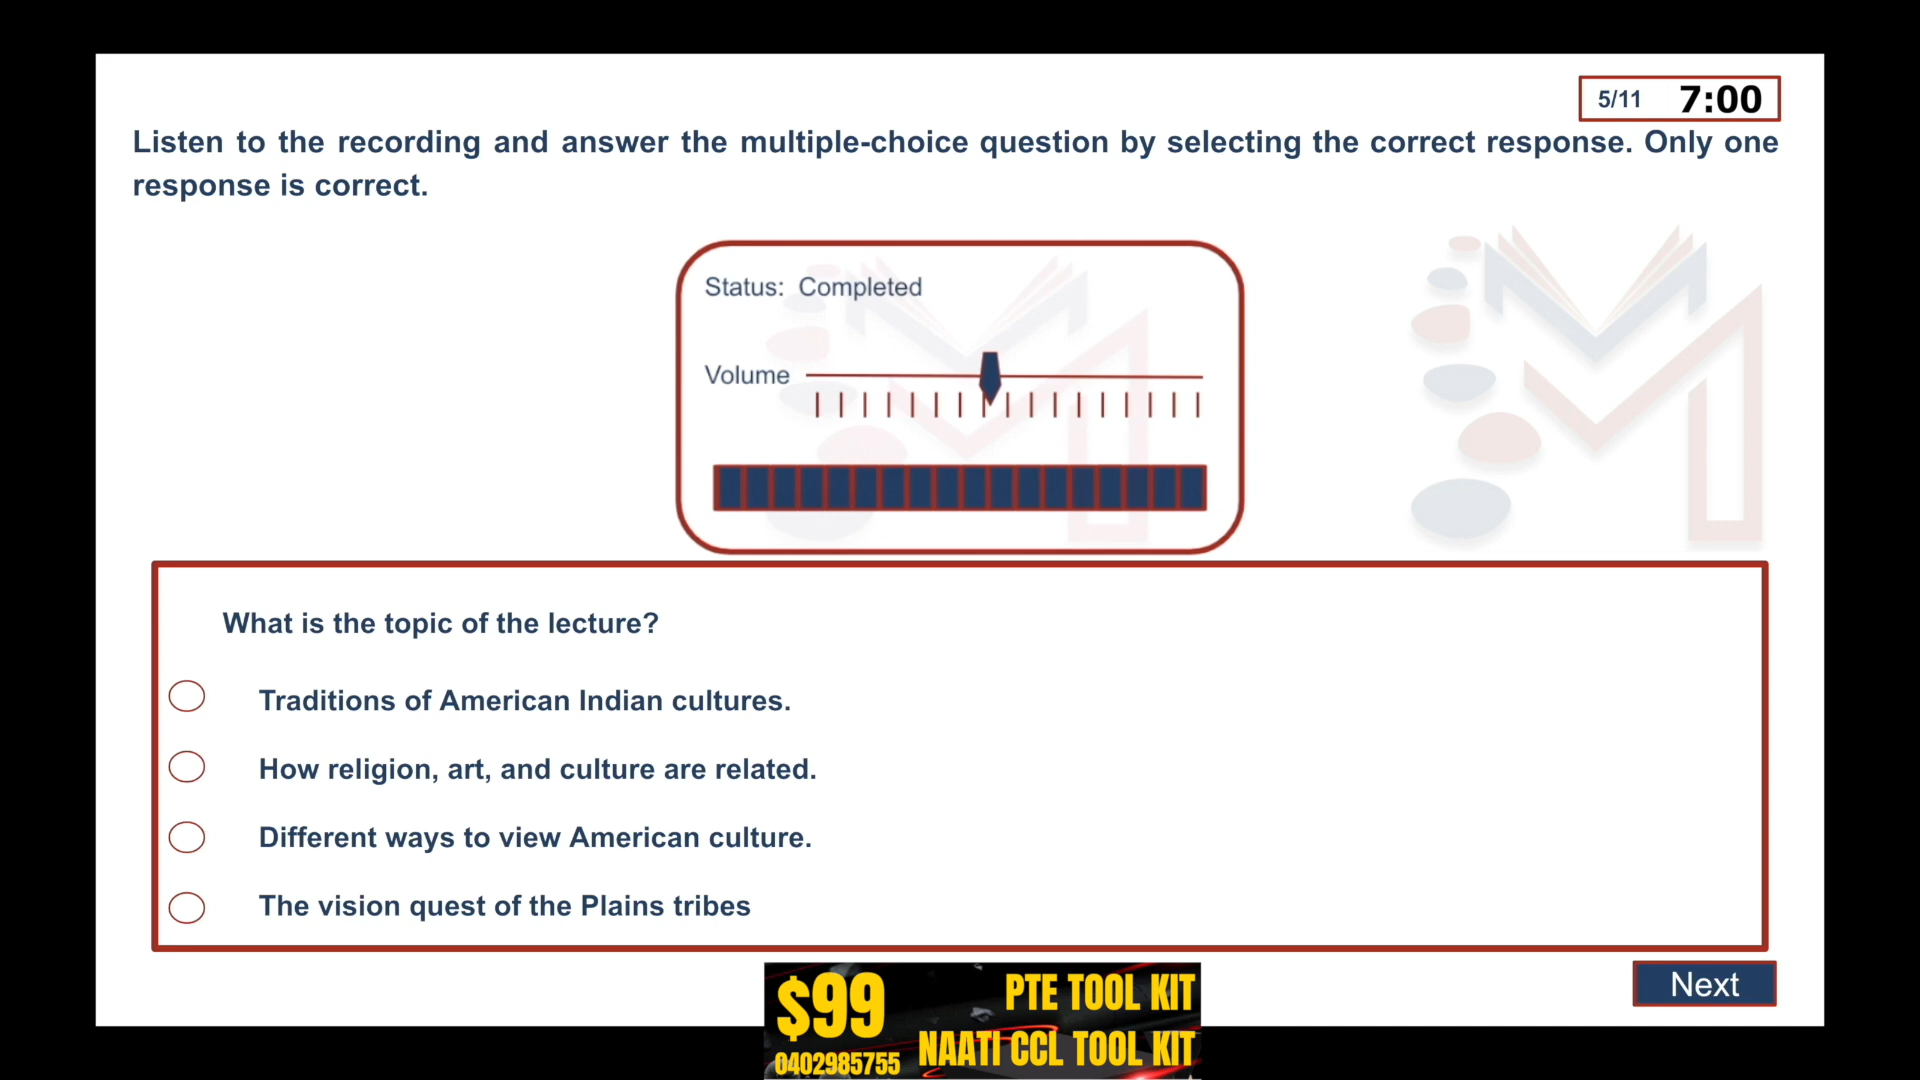 5/11 7:00
Listen to the recording and answer the multiple-choice question by selecting the correct response. Only one
response is correct.
Status: Completed
Volume
What is the topic of the lecture?
Traditions of American Indian cultures.
How religion, art, and culture are related.
Different ways to view American culture.
The vision quest of the Plains tribes
Next
$99
PTE TOOL KIT
0402985755
NAATI CCL TOOL KIT